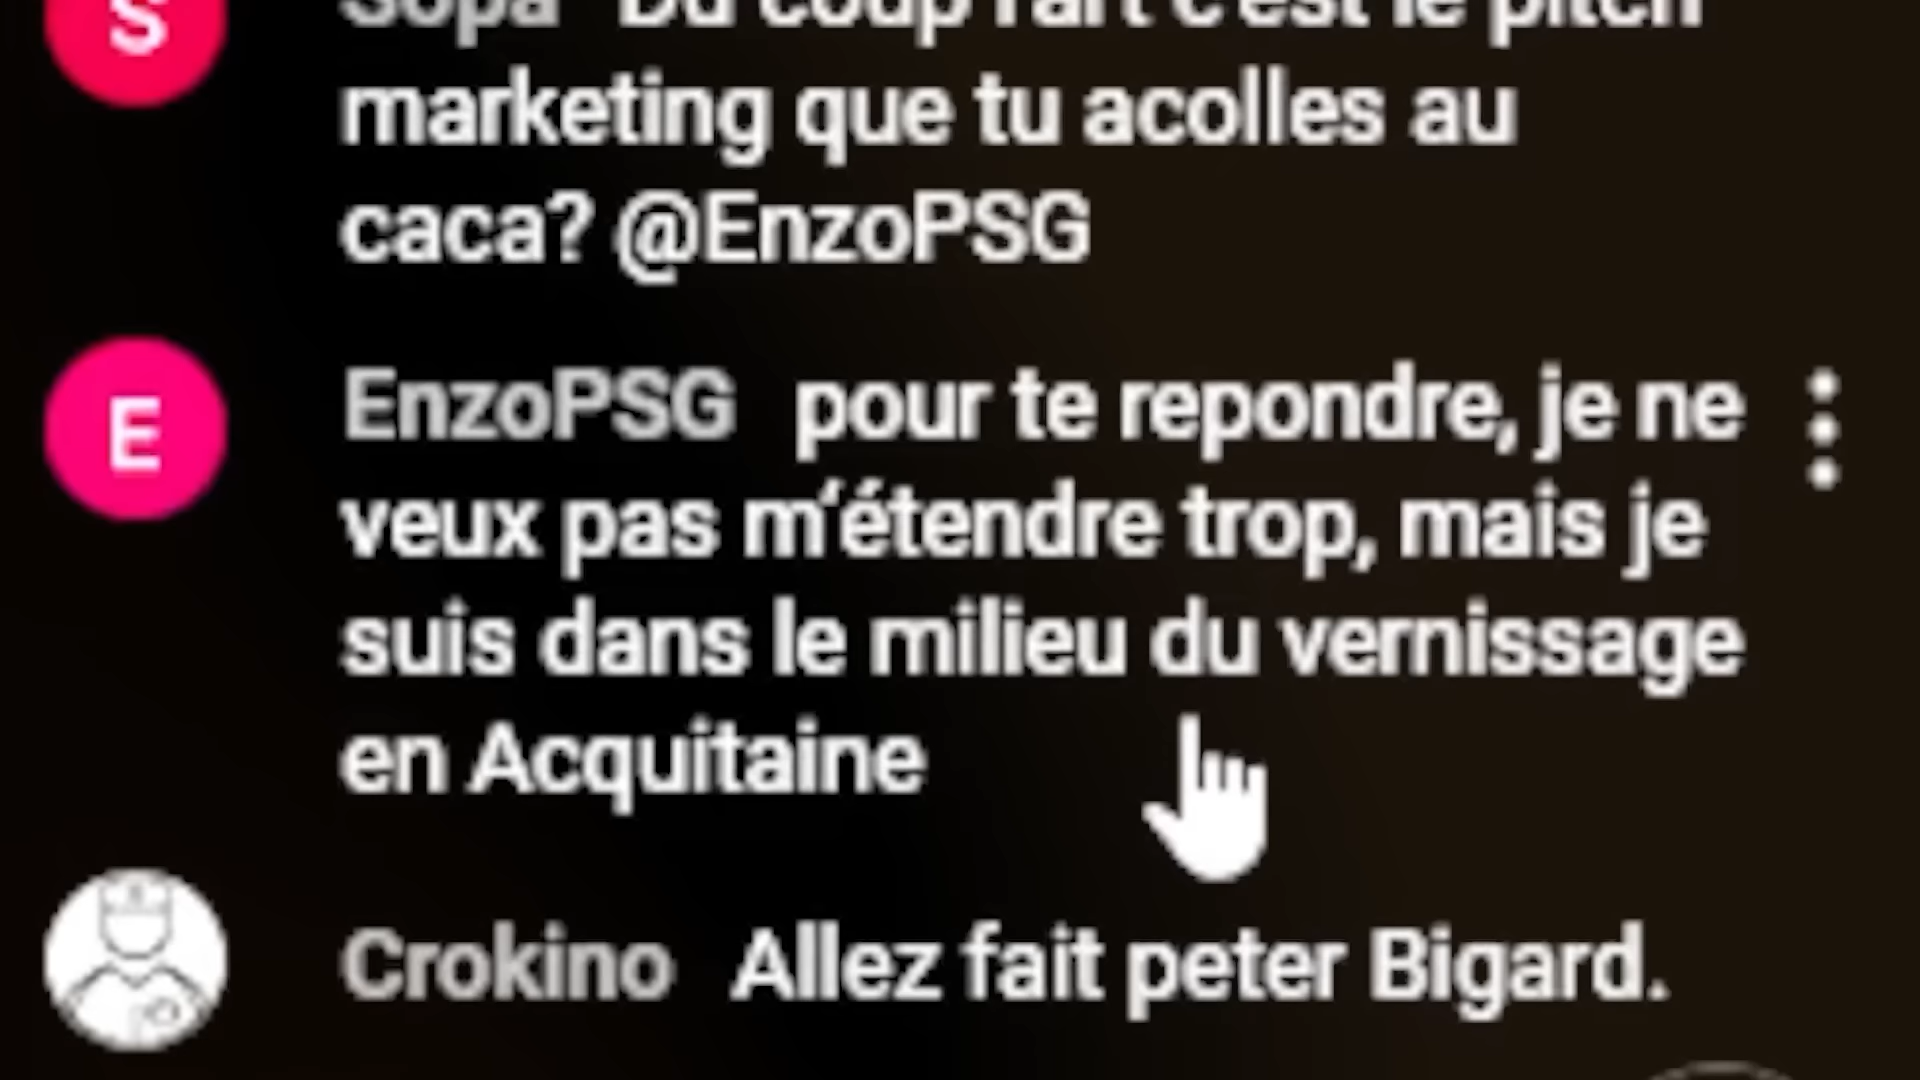 S
Sopa Du coup l'art c'est le pitch
marketing que tu acolles au
caca? @EnzoPSG
E
EnzoPSG pour te repondre, je ne
veux pas m'étendre trop, mais je
suis dans le milieu du vernissage
en Acquitaine
Crokino Allez fait peter Bigard.